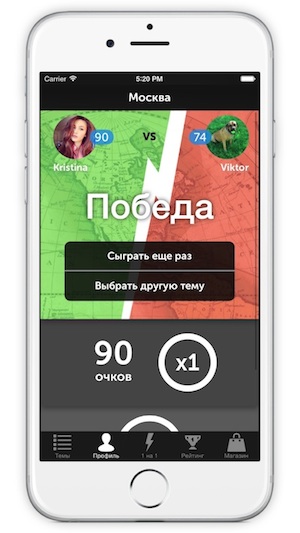 Carrier 5:20 PM
Москва
90 VS 74
Kristina Viktor
Победа
Сыграть еще раз
Выбрать другую тему
90 x1
очков
Темы Профиль 1 на 1 Рейтинг Магазин